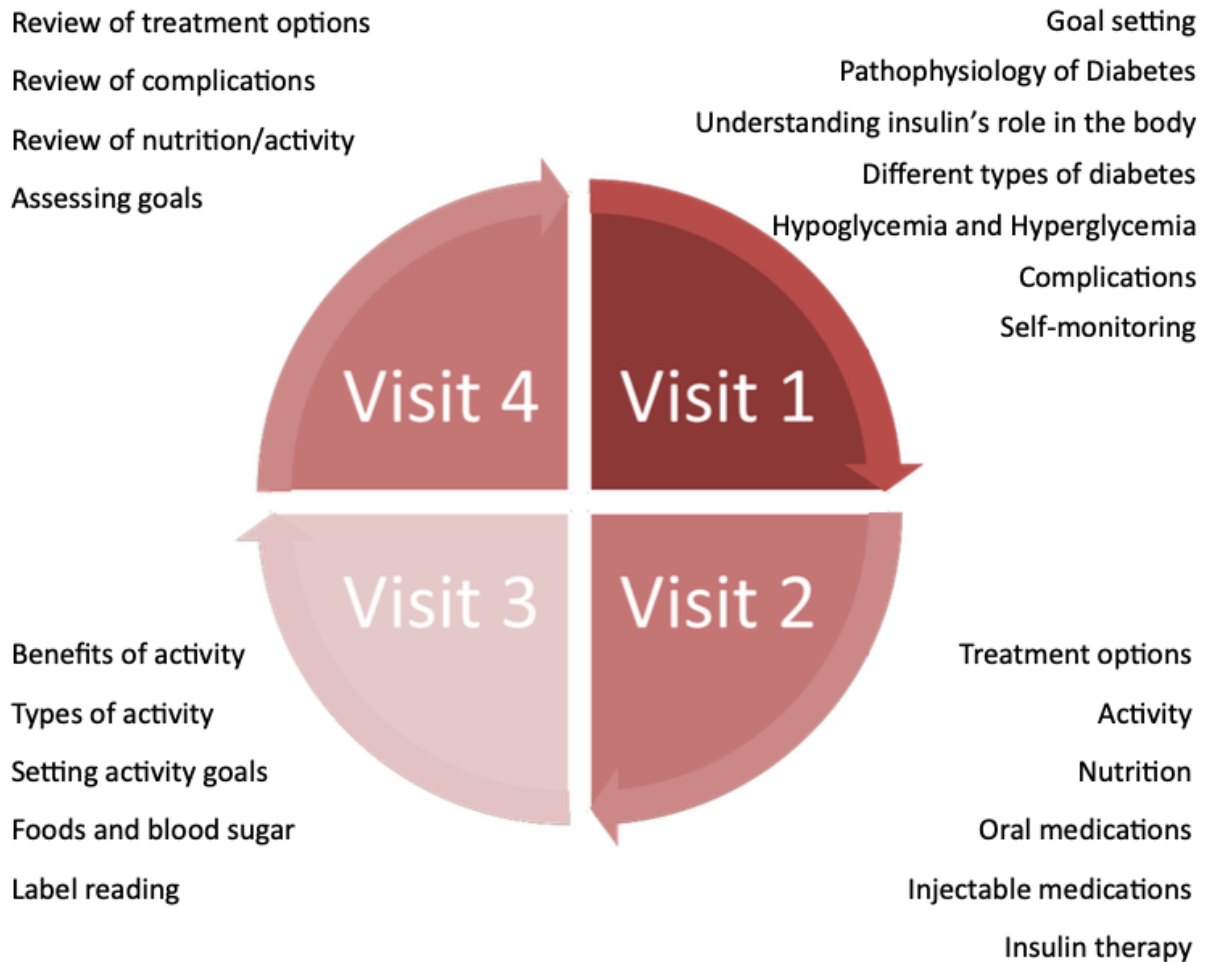 Review of treatment options
Review of complications
Review of nutrition/activity
Assessing goals
Goal setting
Pathophysiology of Diabetes
Understanding insulin’s role in the body
Different types of diabetes
Hypoglycemia and Hyperglycemia
Complications
Self-monitoring
Visit 4
Visit 1
Visit 3
Visit 2
Benefits of activity
Types of activity
Setting activity goals
Foods and blood sugar
Label reading
Treatment options
Activity
Nutrition
Oral medications
Injectable medications
Insulin therapy